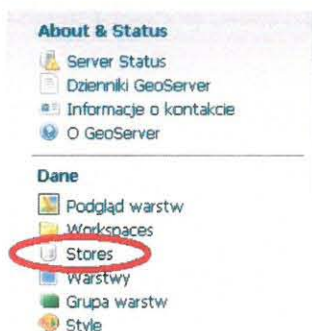 About & Status
Server Status
Dzienniki GeoServer
Informacje o kontakcie
O GeoServer
Dane
Podgląd warstw
Workspaces
Stores
Warstwy
Grupa warstw
Style